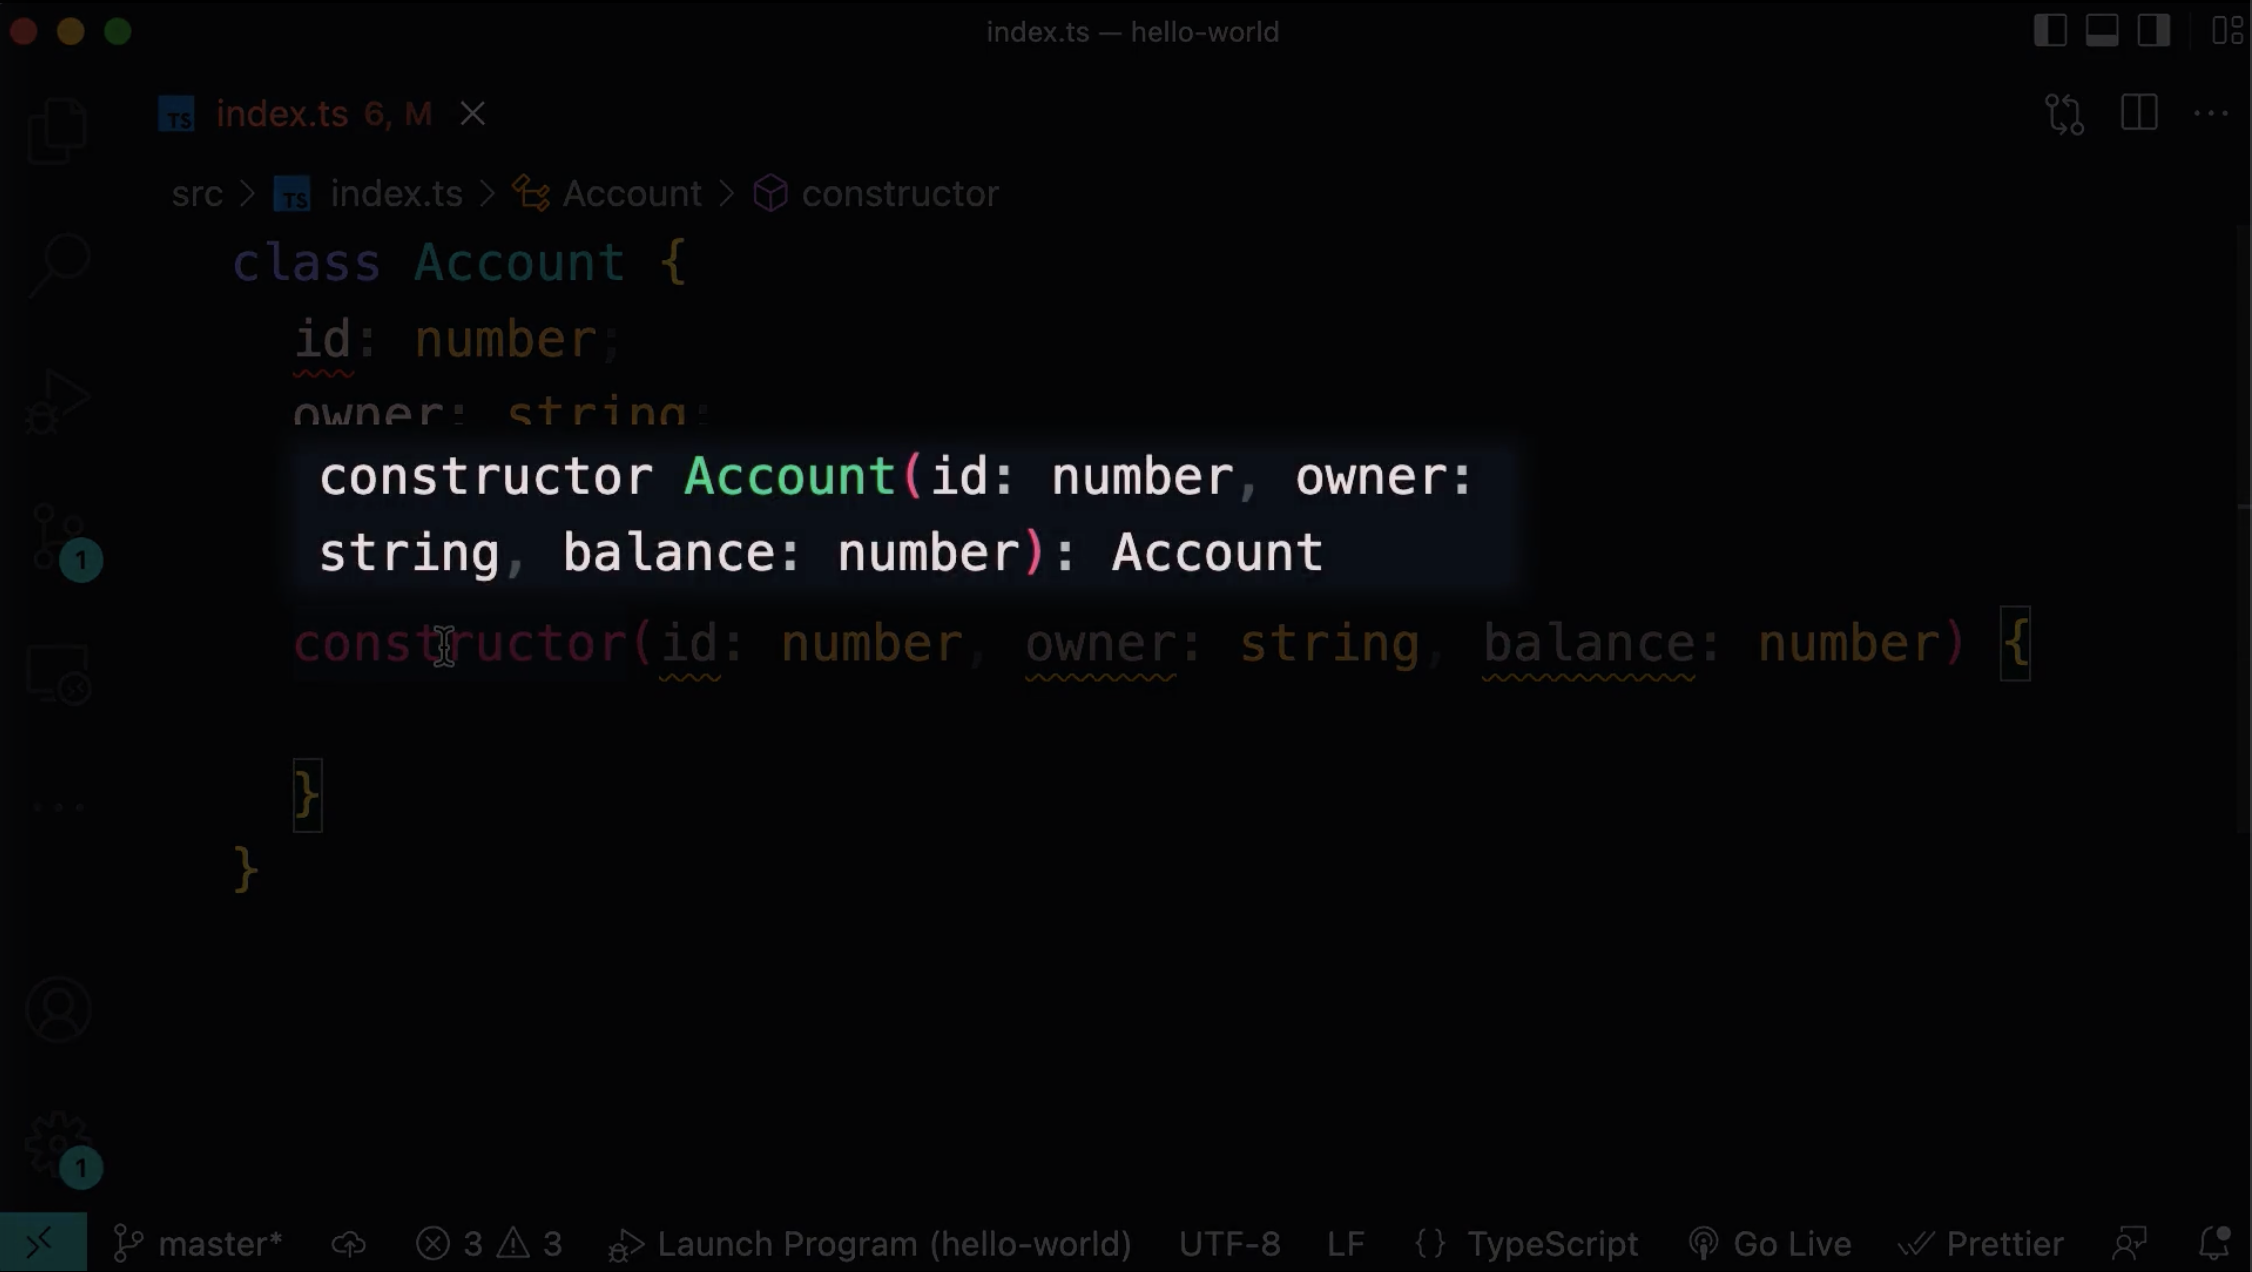 index.ts — hello-world
TS index.ts 6, M
src > TS index.ts > Account > constructor
class Account {
id: number;
owner: string;
constructor Account(id: number, owner:
string, balance: number): Account
constructor(id: number, owner: string, balance: number) {
}
}
1
1
master* 3 3 Launch Program (hello-world) UTF-8 LF {} TypeScript Go Live Prettier